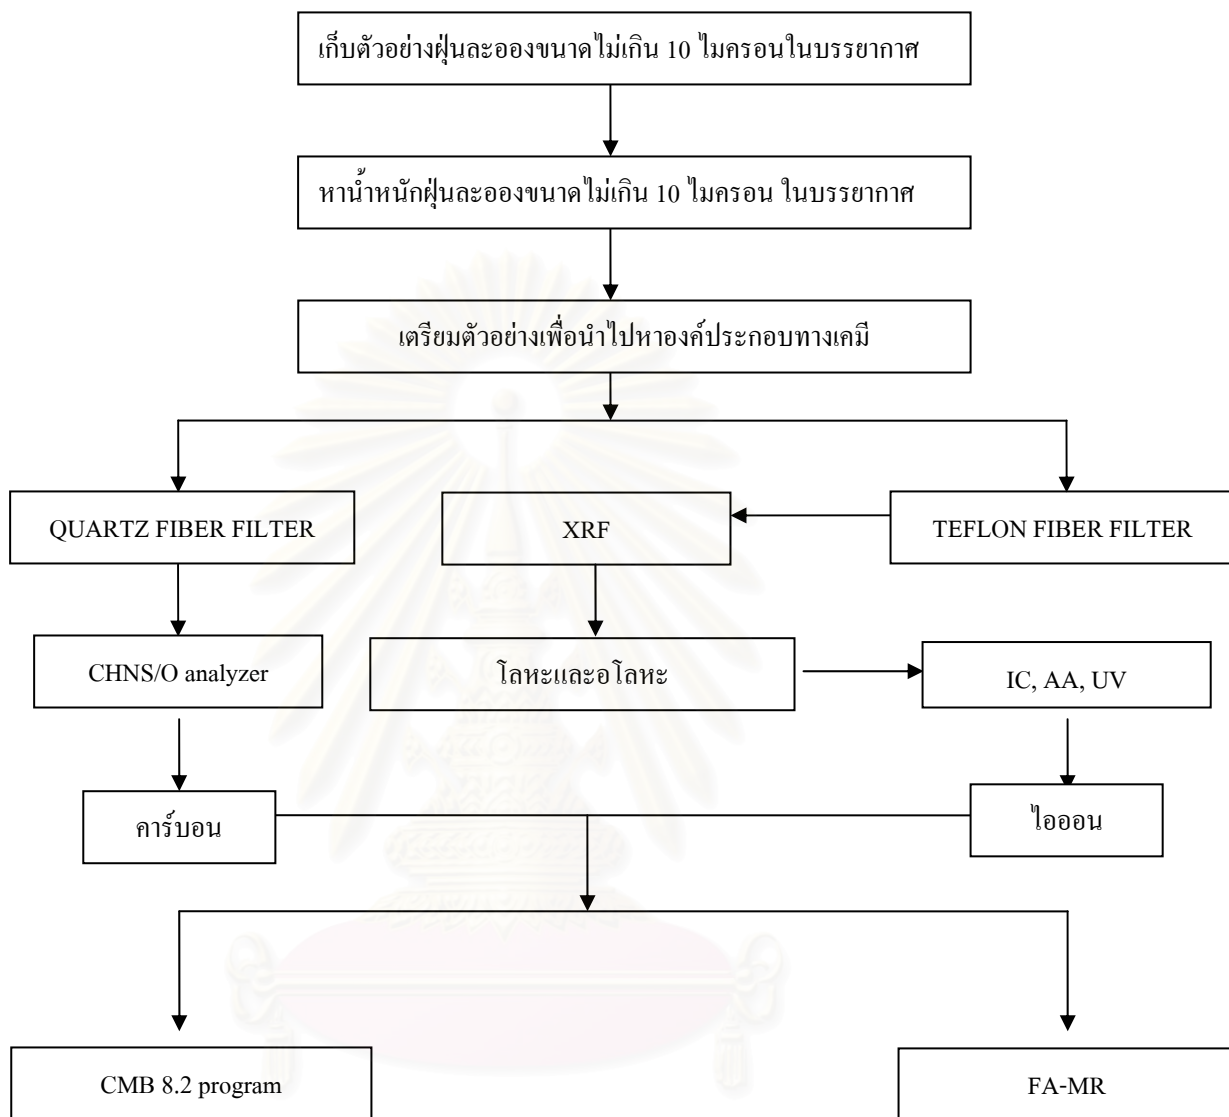 เก็บตัวอย่างฝุ่นละอองขนาดไม่เกิน 10 ไมครอนในบรรยากาศ
หาน้ำหนักฝุ่นละอองขนาดไม่เกิน 10 ไมครอน ในบรรยากาศ
เตรียมตัวอย่างเพื่อนำไปหาองค์ประกอบทางเคมี
QUARTZ FIBER FILTER
XRF
TEFLON FIBER FILTER
CHNS/O analyzer
โลหะและอโลหะ
IC, AA, UV
คาร์บอน
ไอออน
CMB 8.2 program
FA-MR